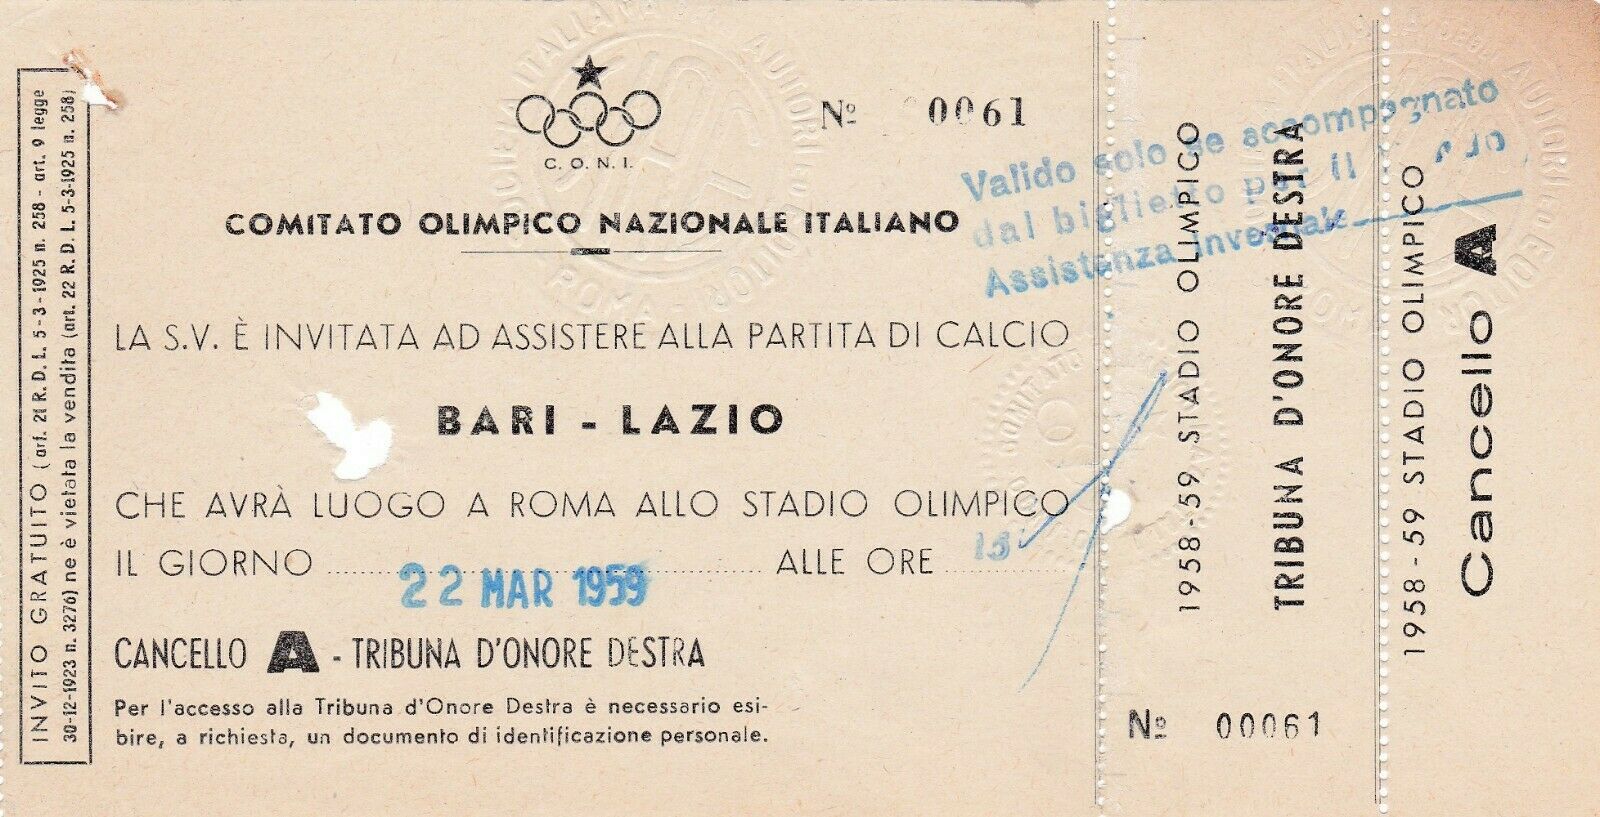 INVITO GRATUITO (art. 21 R. D. L. 5-3-1925 n. 258 - art. 9 legge
30-12-1923 n. 3276) ne è vietata la vendita (art. 22 R. D. L. 5-3-1925 n. 258)
C. O. N. I.
Nº 0061
COMITATO OLIMPICO NAZIONALE ITALIANO
Valido solo se accompagnato
dal biglietto per il
Assistenza Invernale
LA S.V. È INVITATA AD ASSISTERE ALLA PARTITA DI CALCIO
BARI - LAZIO
CHE AVRÀ LUOGO A ROMA ALLO STADIO OLIMPICO
IL GIORNO 22 MAR 1959 ALLE ORE 15
CANCELLO A - TRIBUNA D'ONORE DESTRA
Per l'accesso alla Tribuna d'Onore Destra è necessario esi-
bire, a richiesta, un documento di identificazione personale.
1958-59 STADIO OLIMPICO
TRIBUNA D'ONORE DESTRA
Nº 00061
1958-59 STADIO OLIMPICO
Cancello A